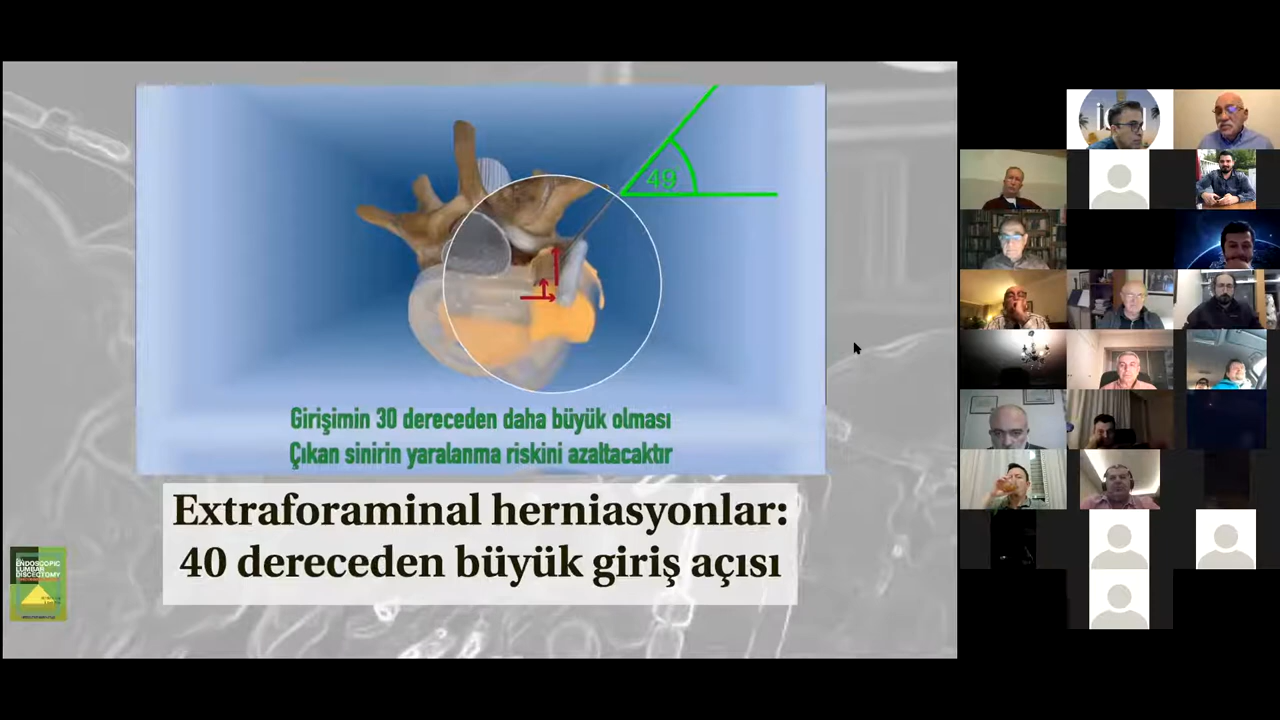 49
Girişimin 30 dereceden daha büyük olması
Çıkan sinirin yaralanma riskini azaltacaktır
Extraforaminal herniasyonlar:
40 dereceden büyük giriş açısı
ENDOSCOPIC
LUMBAR
DISCECTOMY